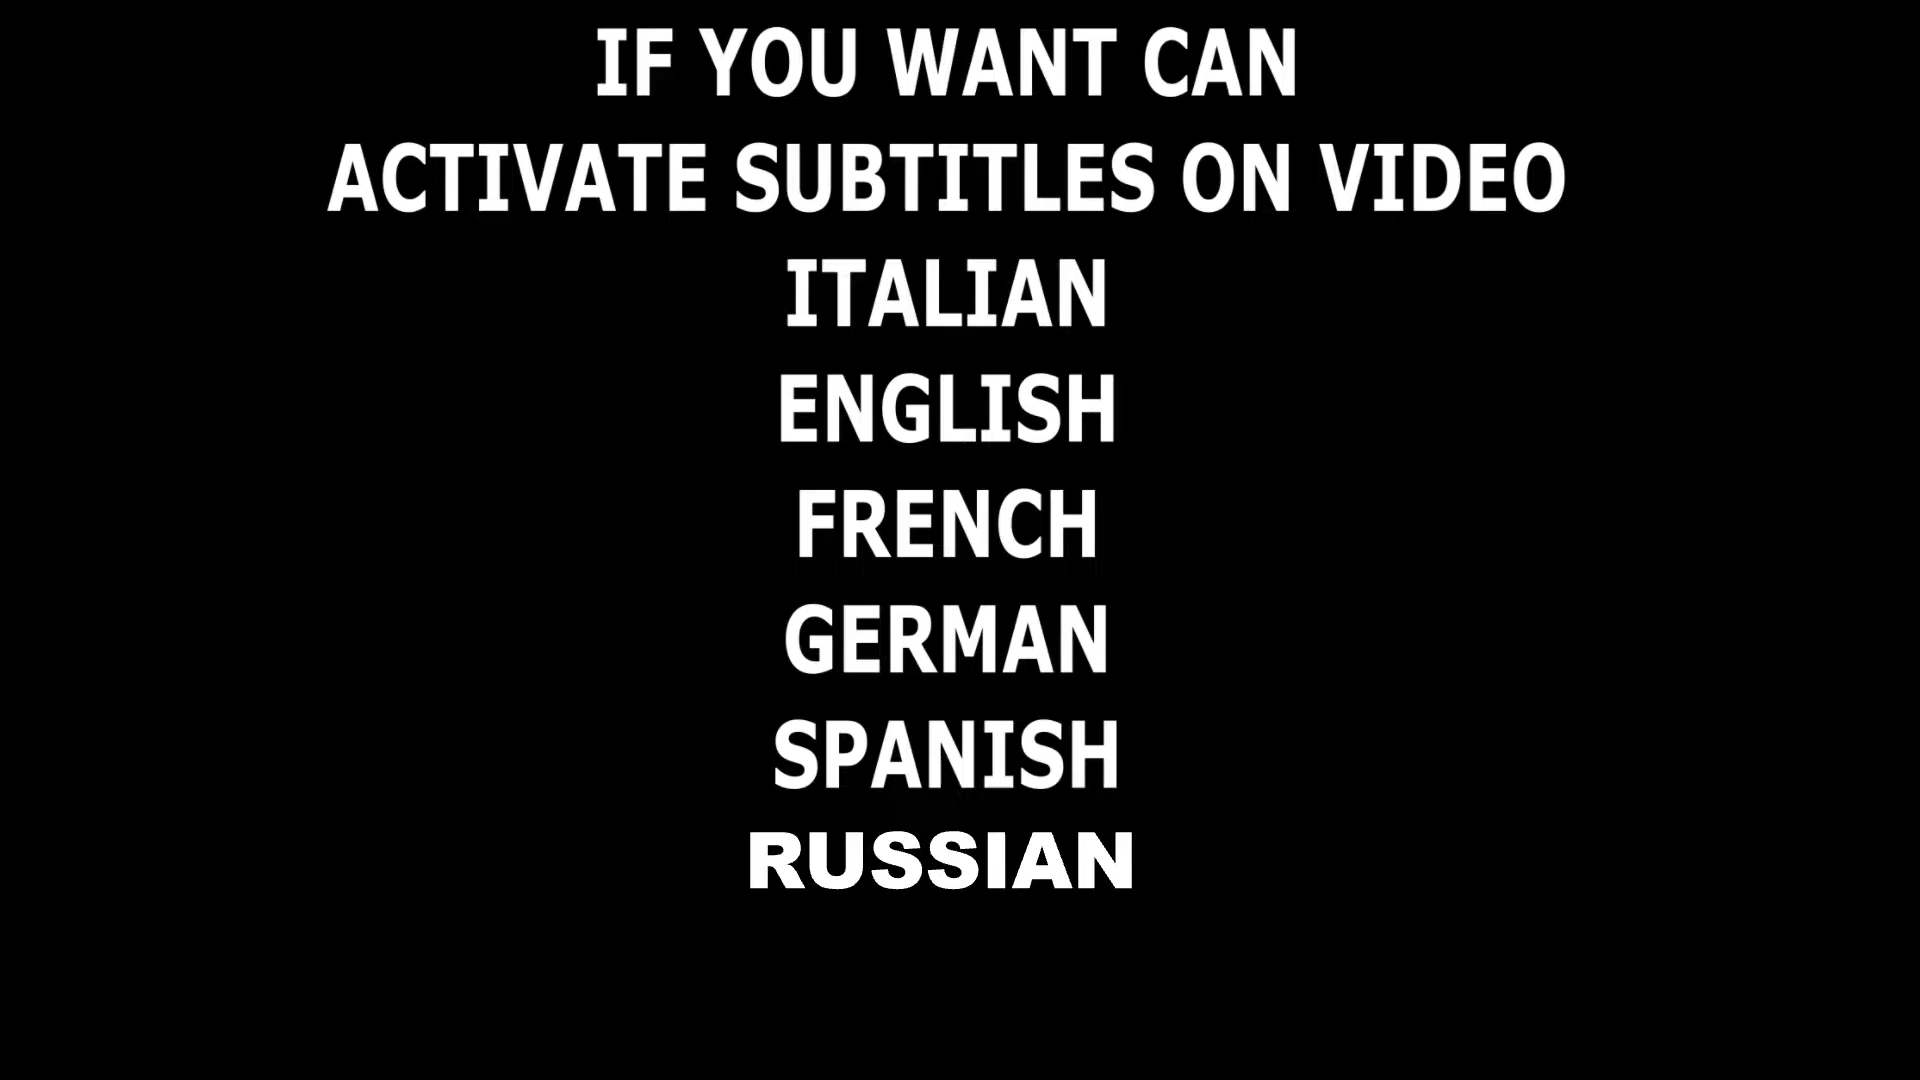 IF YOU WANT CAN
ACTIVATE SUBTITLES ON VIDEO
ITALIAN
ENGLISH
FRENCH
GERMAN
SPANISH
RUSSIAN